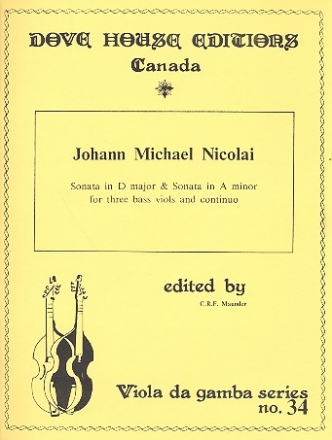 DOVE HOUSE EDITIONS
Canada
Johann Michael Nicolai
Sonata in D major & Sonata in A minor
for three bass viols and continuo
edited by
C.R.F. Maunder
Viola da gamba series
no. 34